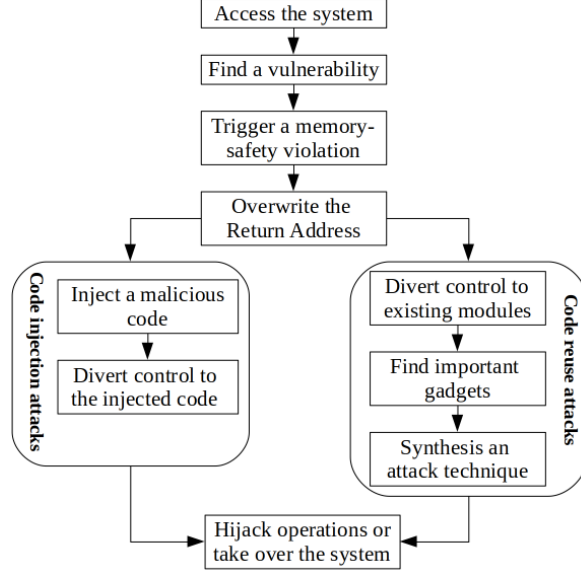 Access the system
Find a vulnerability
Trigger a memory-
safety violation
Overwrite the
Return Address
Code injection attacks
Inject a malicious
code
Divert control to
the injected code
Divert control to
existing modules
Find important
gadgets
Synthesis an
attack technique
Code reuse attacks
Hijack operations or
take over the system